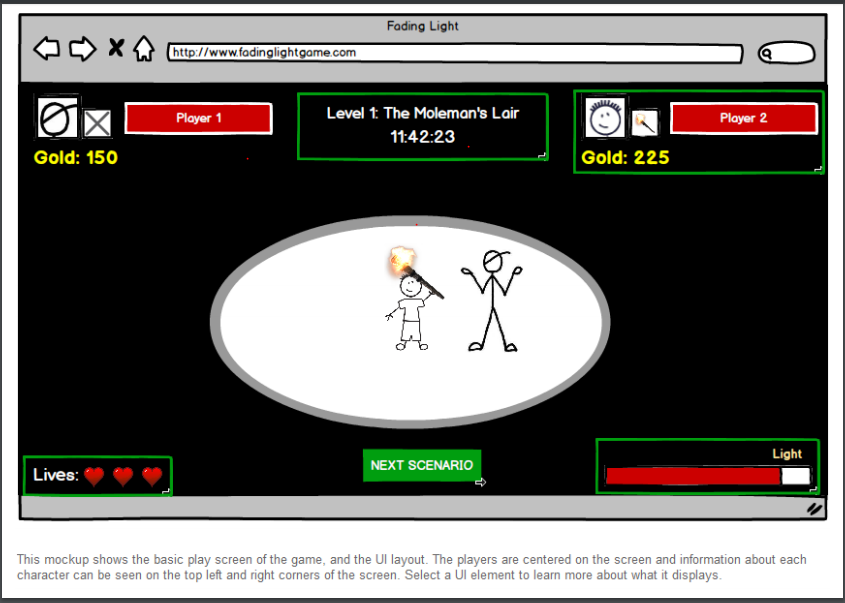 Fading Light
http://www.fadinglightgame.com
Player 1
Gold: 150
Level 1: The Moleman's Lair
11:42:23
Player 2
Gold: 225
Lives:
NEXT SCENARIO
Light
This mockup shows the basic play screen of the game, and the UI layout. The players are centered on the screen and information about each
character can be seen on the top left and right corners of the screen. Select a UI element to learn more about what it displays.